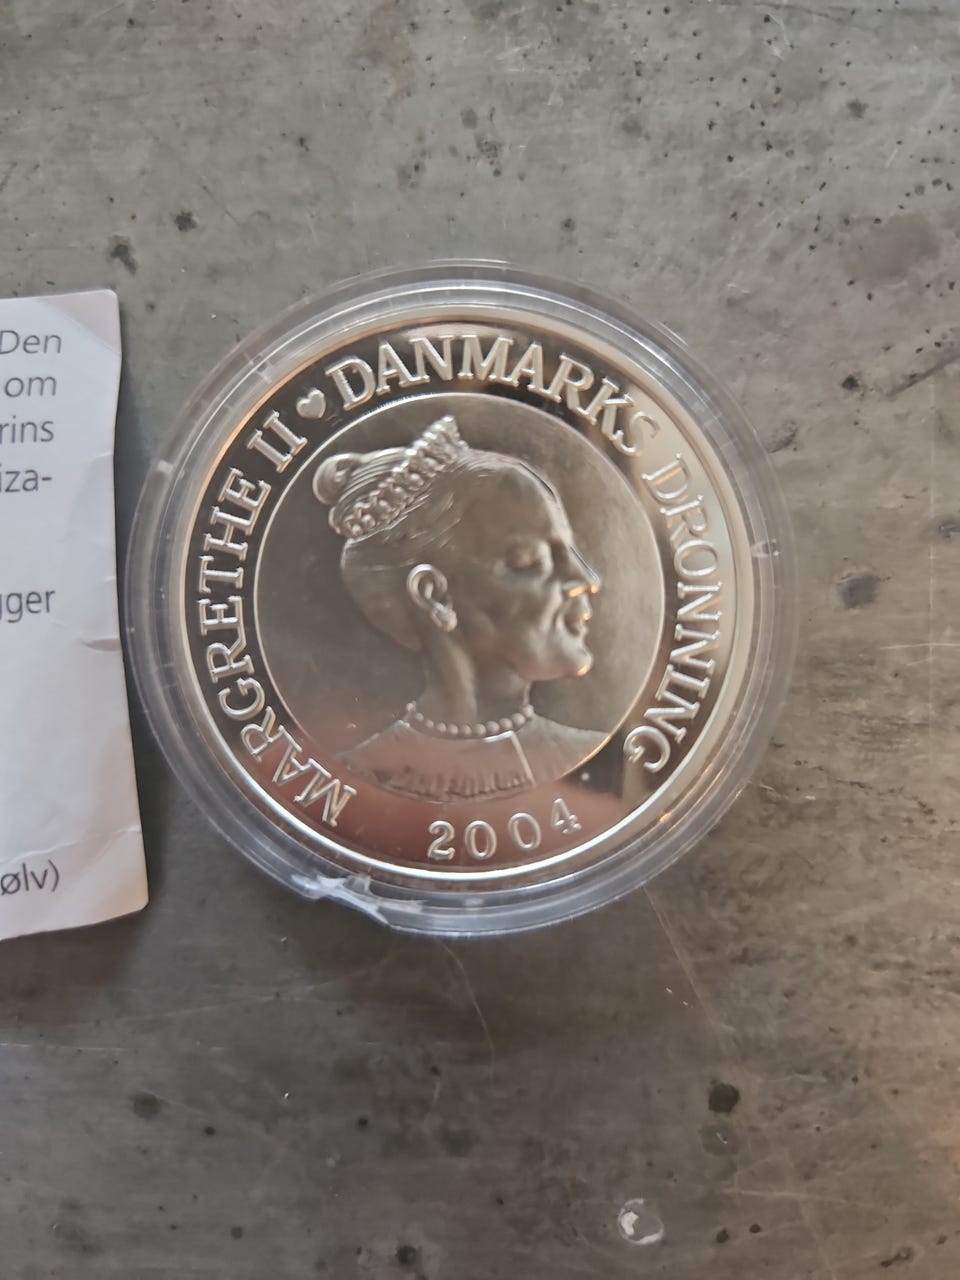 Den
om
rins
iza-
gger
ølv)
MARGRETHE II ♥ DANMARKS DRONNING
2004